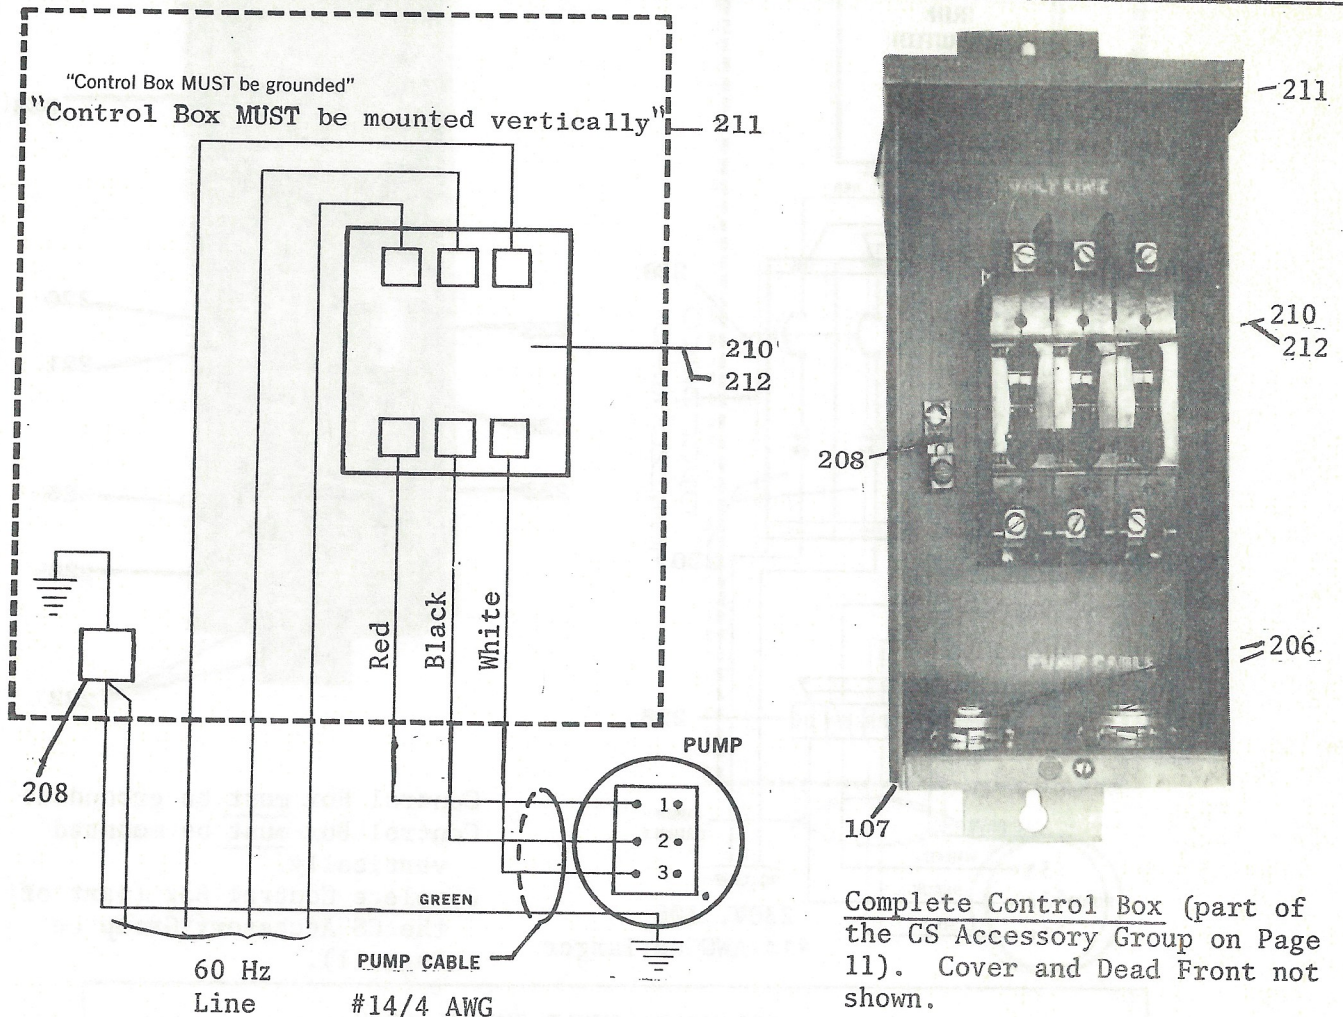 "Control Box MUST be grounded"
"Control Box MUST be mounted vertically"
211
210
212
208
Red
Black
White
PUMP
1
2
3
GREEN
PUMP CABLE
60 Hz
Line
#14/4 AWG
211
210
212
208
206
PUMP CABLE
107
Complete Control Box (part of
the CS Accessory Group on Page
11). Cover and Dead Front not
shown.